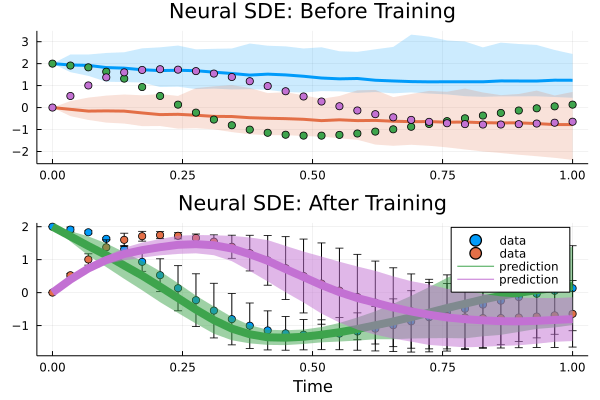 Neural SDE: Before Training
3
2
1
0
−1
−2
0.00 0.25 0.50 0.75 1.00
Neural SDE: After Training
2
1
0
−1
data
data
prediction
prediction
0.00 0.25 0.50 0.75 1.00
Time